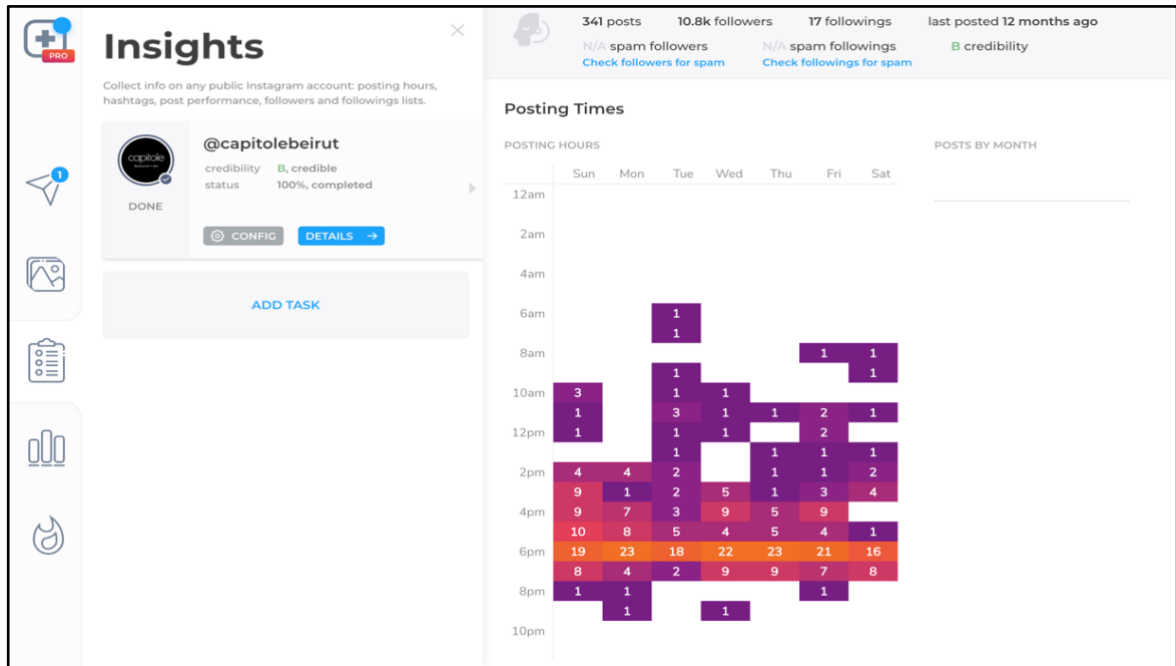 PRO
1
Insights
Collect info on any public Instagram account: posting hours,
hashtags, post performance, followers and followings lists.
capitole
DONE
@capitolebeirut
credibility B, credible
status 100%, completed
CONFIG
DETAILS →
ADD TASK
341 posts 10.8k followers 17 followings last posted 12 months ago
N/A spam followers N/A spam followings B credibility
Check followers for spam Check followings for spam
Posting Times
POSTING HOURS POSTS BY MONTH
Sun Mon Tue Wed Thu Fri Sat
12am
2am
4am
6am 1
1
8am 1 1
1 1
10am 3 1 1
1 3 1 1 2 1
12pm 1 1 1 2
1 1 1 1
2pm 4 4 2 1 1 2
9 1 2 5 1 3 4
4pm 9 7 3 9 5 9
10 8 5 4 5 4 1
6pm 19 23 18 22 23 21 16
8 4 2 9 9 7 8
8pm 1 1 1
1 1
10pm